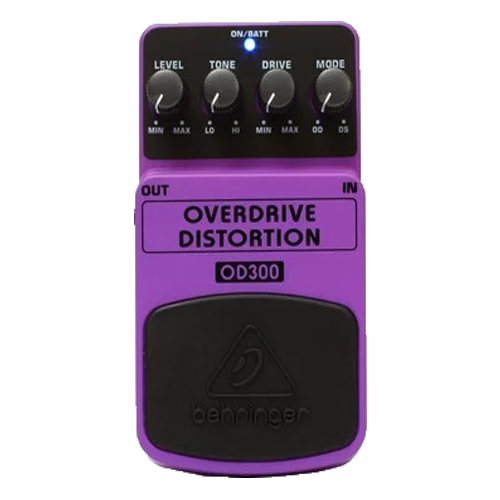 ON/BATT
LEVEL TONE DRIVE MODE
MIN MAX LO HI MIN MAX OD DS
OUT IN
OVERDRIVE
DISTORTION
OD300
behringer